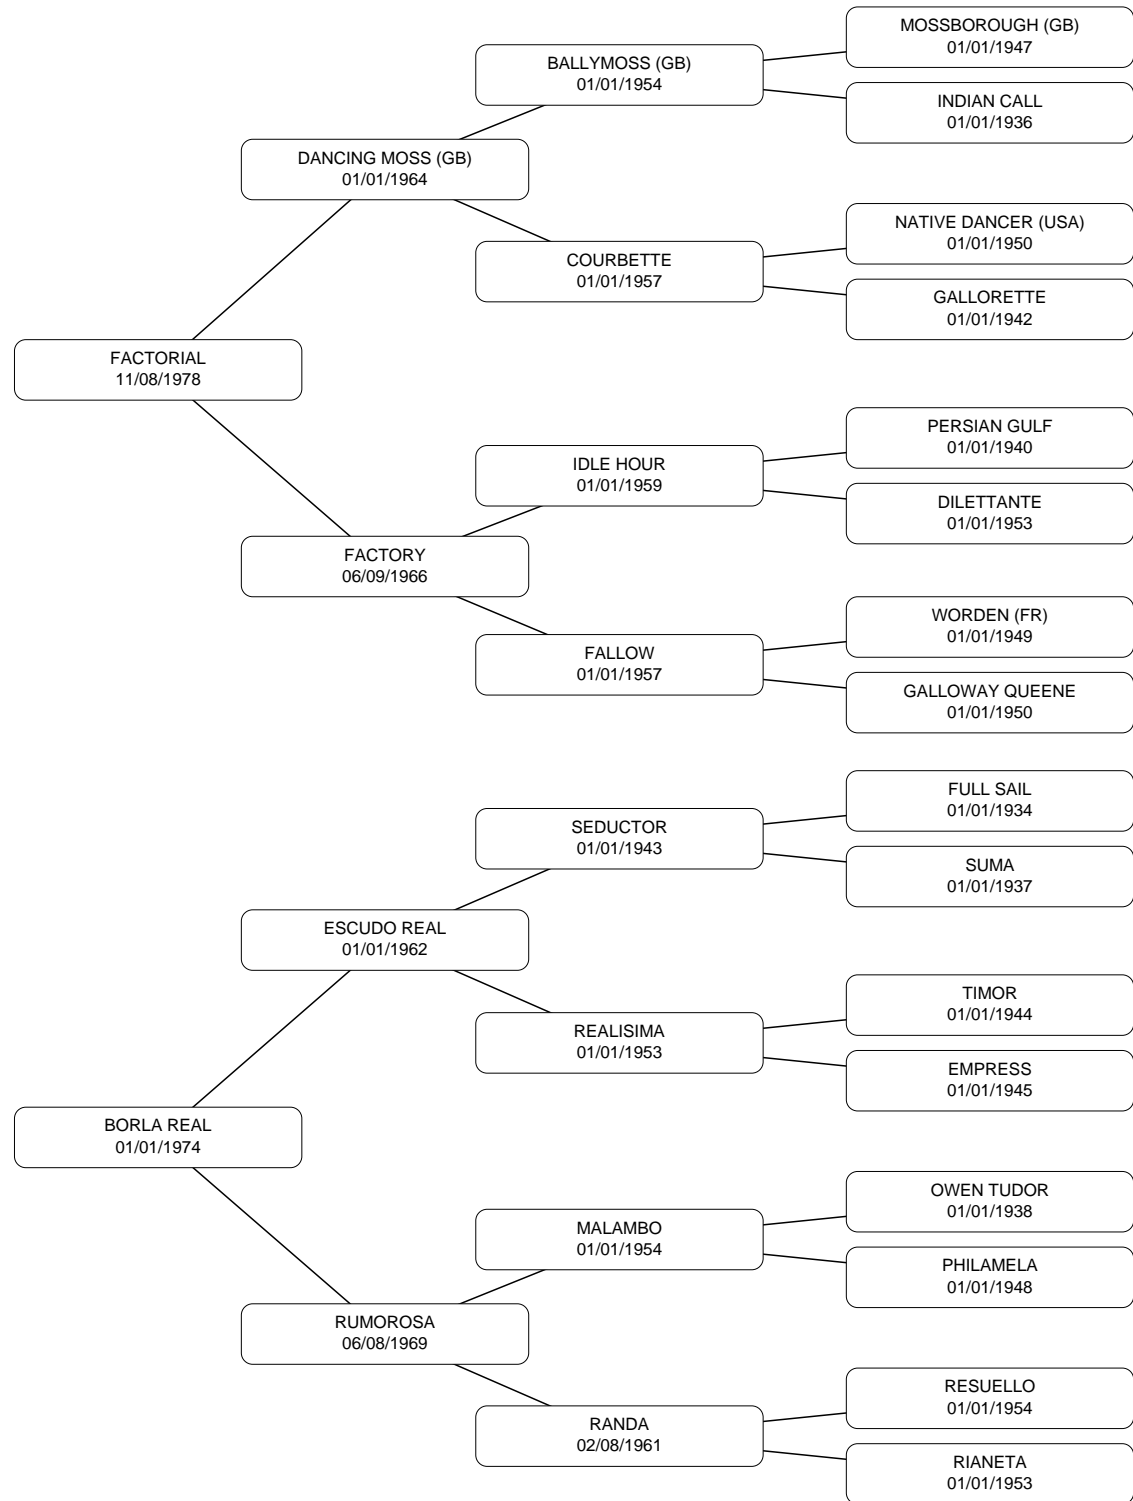 MOSSBOROUGH (GB)
01/01/1947
BALLYMOSS (GB)
01/01/1954
INDIAN CALL
01/01/1936
DANCING MOSS (GB)
01/01/1964
NATIVE DANCER (USA)
01/01/1950
COURBETTE
01/01/1957
GALLORETTE
01/01/1942
FACTORIAL
11/08/1978
PERSIAN GULF
01/01/1940
IDLE HOUR
01/01/1959
DILETTANTE
01/01/1953
FACTORY
06/09/1966
WORDEN (FR)
01/01/1949
FALLOW
01/01/1957
GALLOWAY QUEENE
01/01/1950
FULL SAIL
01/01/1934
SEDUCTOR
01/01/1943
SUMA
01/01/1937
ESCUDO REAL
01/01/1962
TIMOR
01/01/1944
REALISIMA
01/01/1953
EMPRESS
01/01/1945
BORLA REAL
01/01/1974
OWEN TUDOR
01/01/1938
MALAMBO
01/01/1954
PHILAMELA
01/01/1948
RUMOROSA
06/08/1969
RESUELLO
01/01/1954
RANDA
02/08/1961
RIANETA
01/01/1953